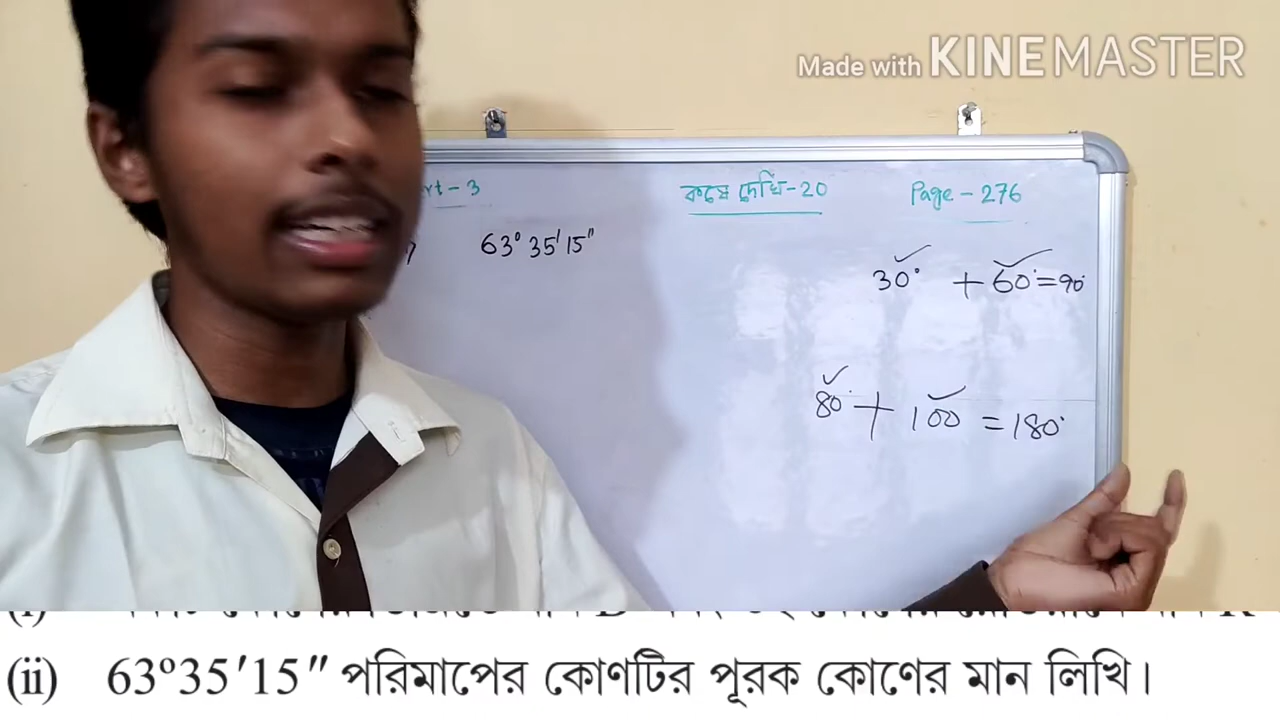 Made with KINEMASTER
rt - 3 কষে দেখি-20 Page - 276
63° 35' 15"
30° + 60° = 90°
80° + 100 = 180°
(ii) 63°35′15″ পরিমাপের কোণটির পূরক কোণের মান লিখি।